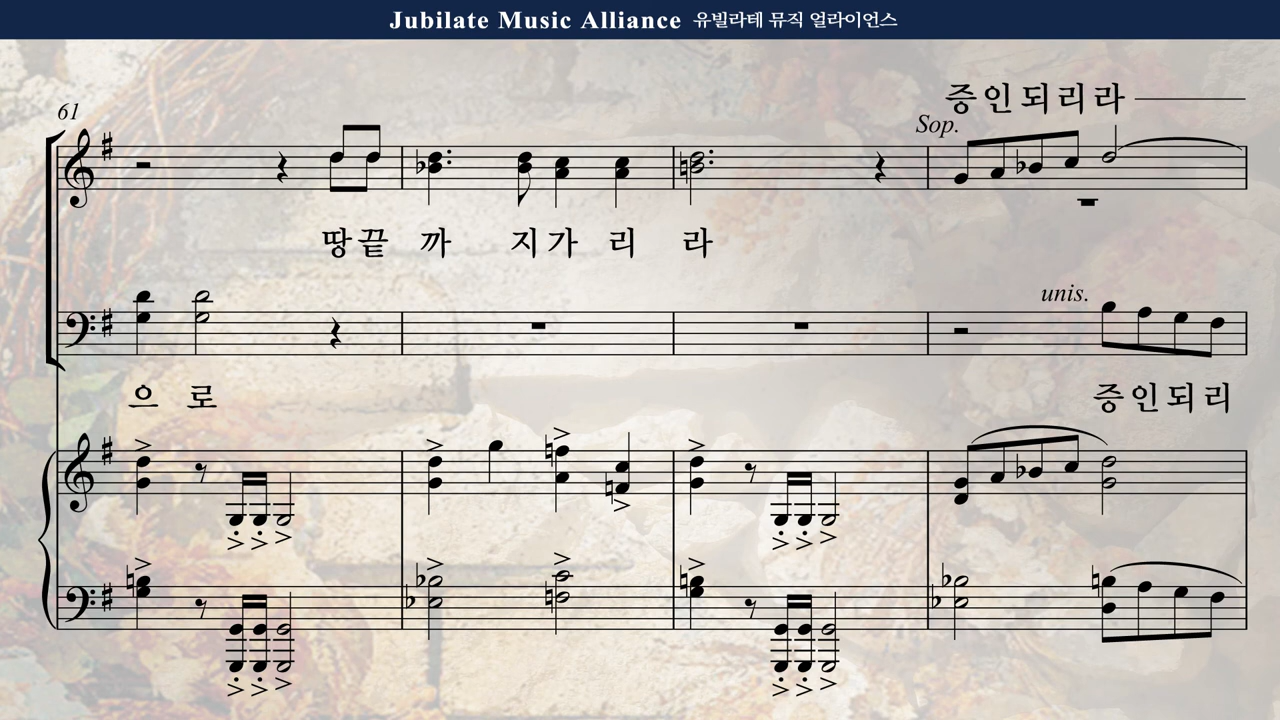 Jubilate Music Alliance 유빌라테 뮤직 얼라이언스
61
증인되리라
Sop.
땅끝 까 지가 리 라
unis.
으 로
증인되리